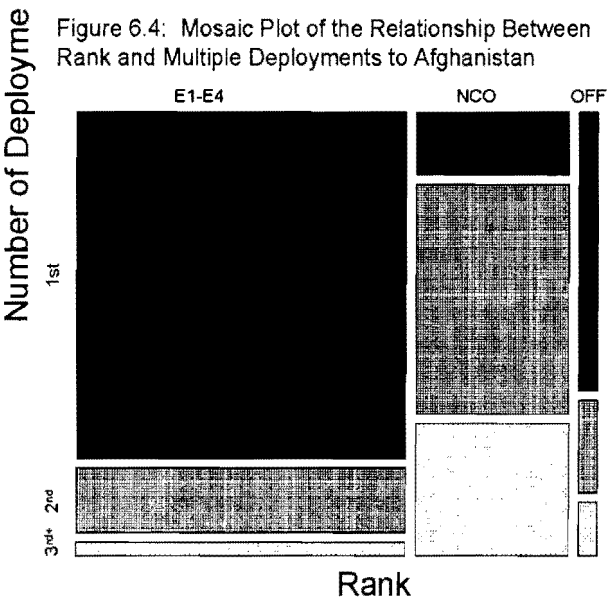 Figure 6.4: Mosaic Plot of the Relationship Between
Rank and Multiple Deployments to Afghanistan
Number of Deployme
E1-E4 NCO OFF
1st
2nd
3rd+
Rank